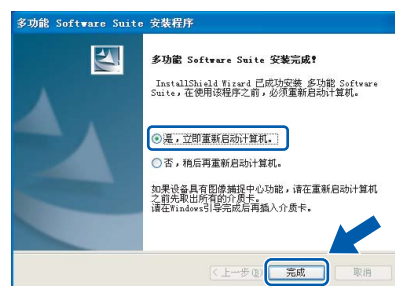 多功能 Software Suite 安装程序
多功能 Software Suite 安装完成！
InstallShield Wizard 已成功安装 多功能 Software
Suite，在使用该程序之前，必须重新启动计算机。
是，立即重新启动计算机。
否，稍后再重新启动计算机。
如果设备具有图像捕捉中心功能，请在重新启动计算机
之前先取出所有的介质卡。
请在Windows引导完成后再插入介质卡。
<上一步(B) 完成 取消